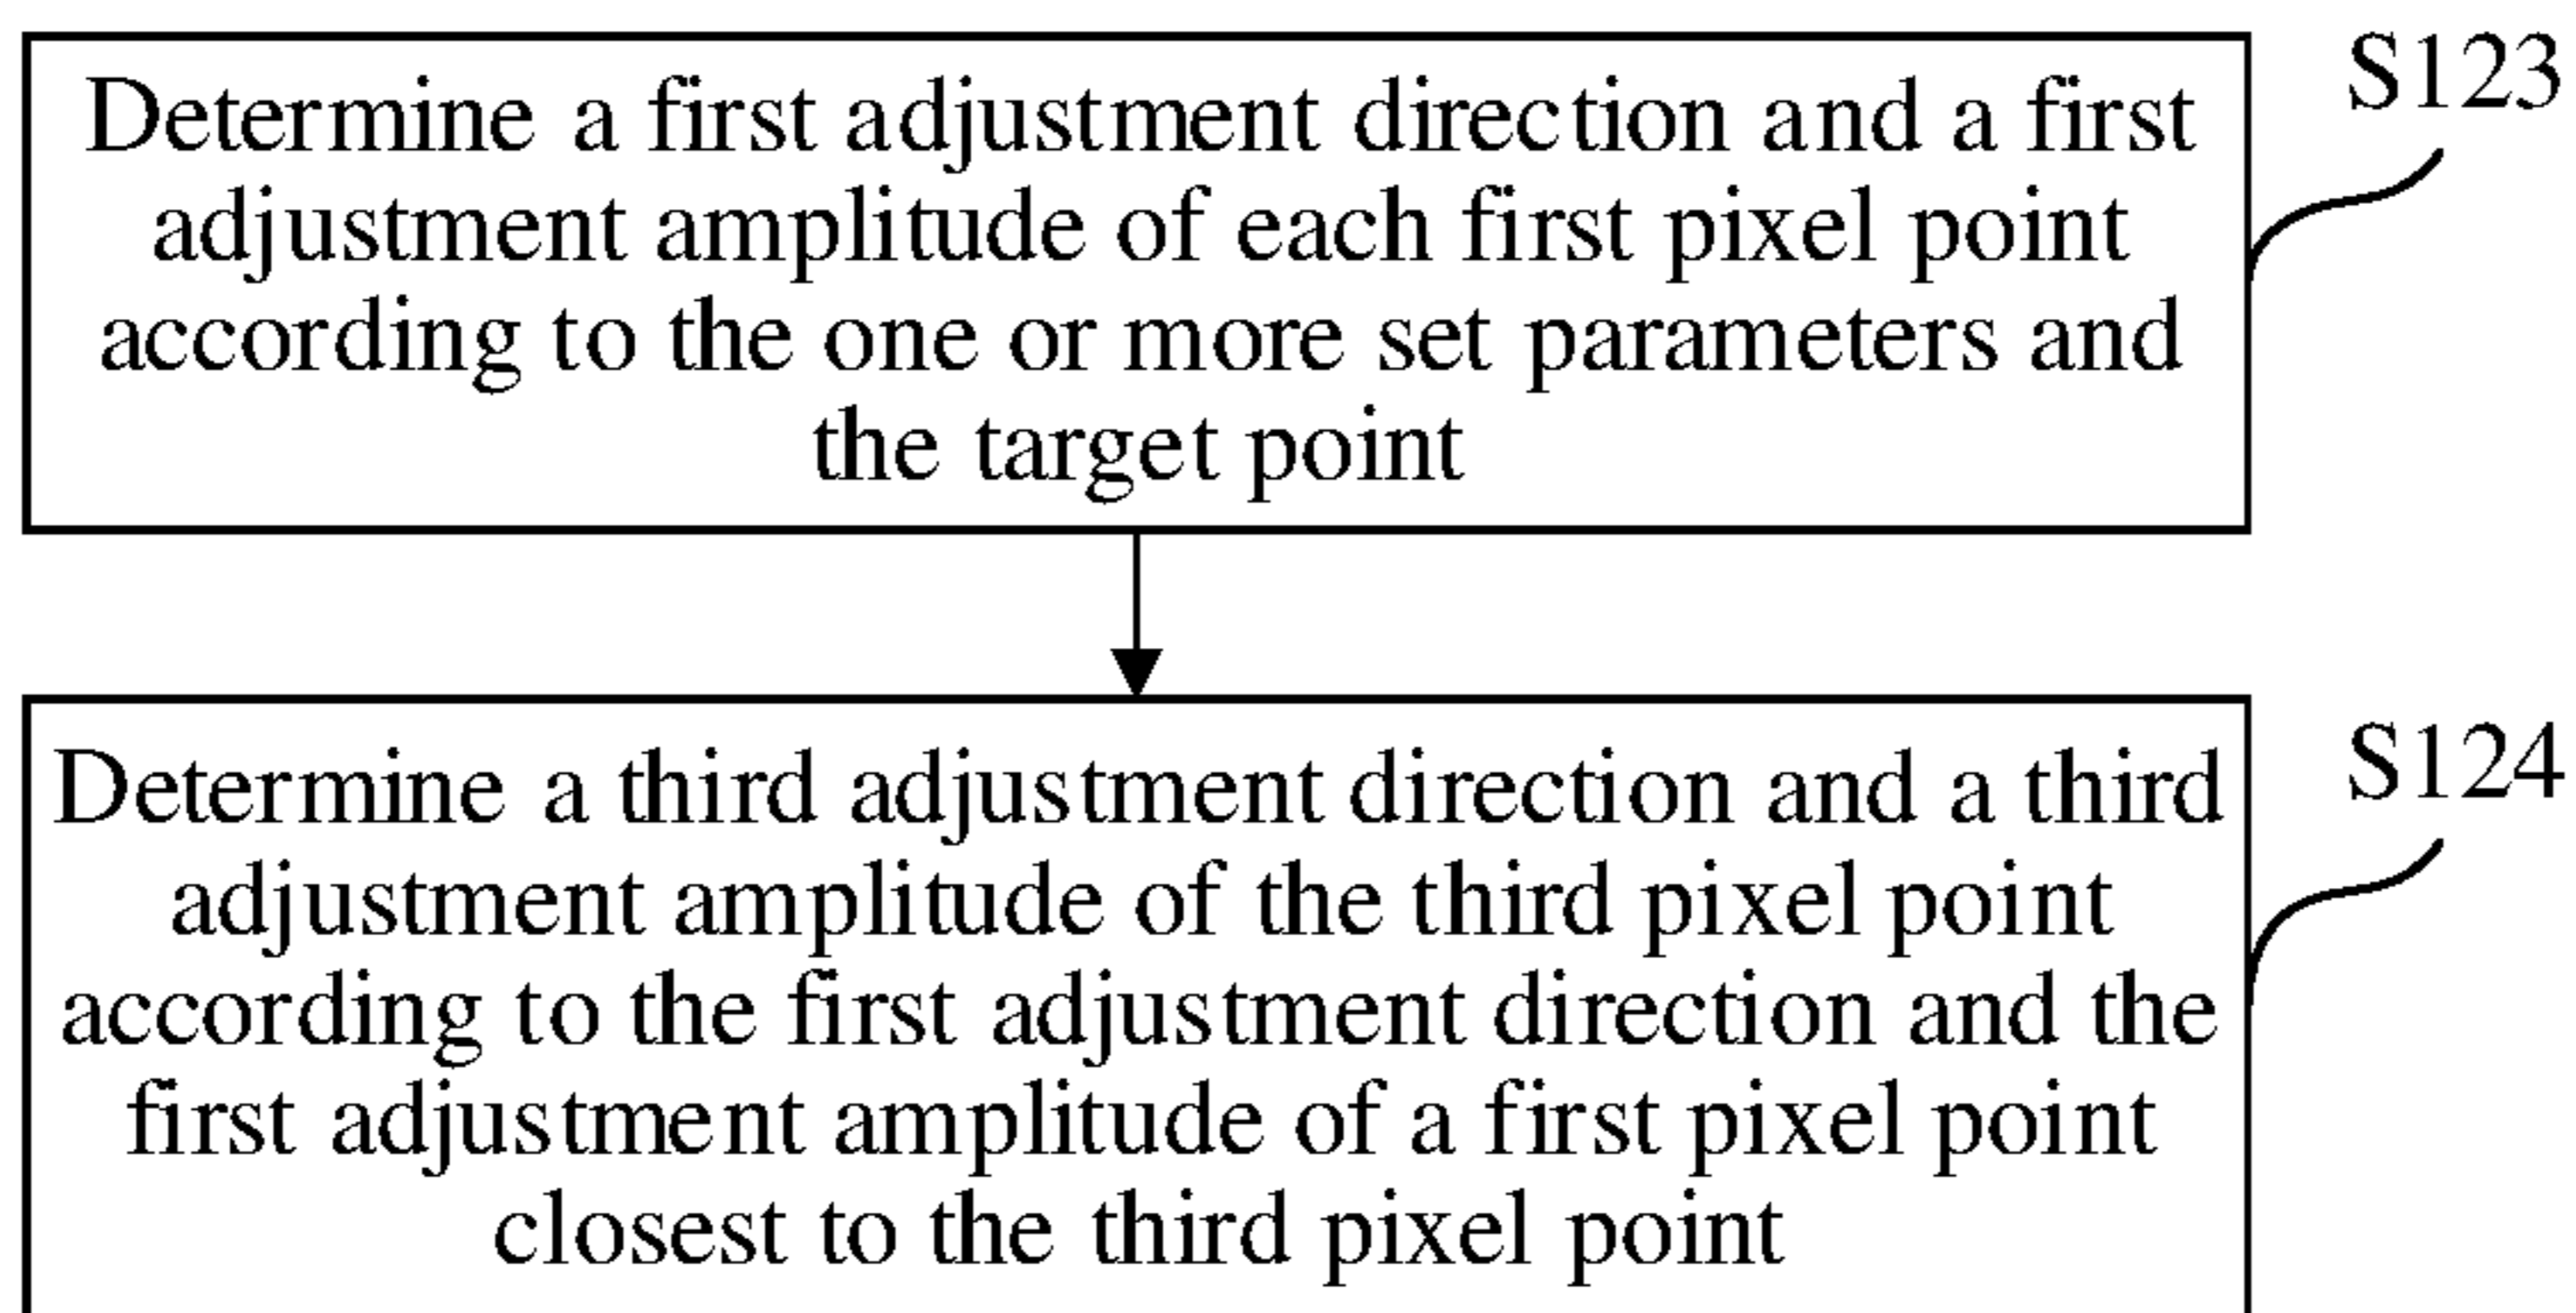 Determine a first adjustment direction and a first
adjustment amplitude of each first pixel point
according to the one or more set parameters and
the target point
S123
Determine a third adjustment direction and a third
adjustment amplitude of the third pixel point
according to the first adjustment direction and the
first adjustment amplitude of a first pixel point
closest to the third pixel point
S124